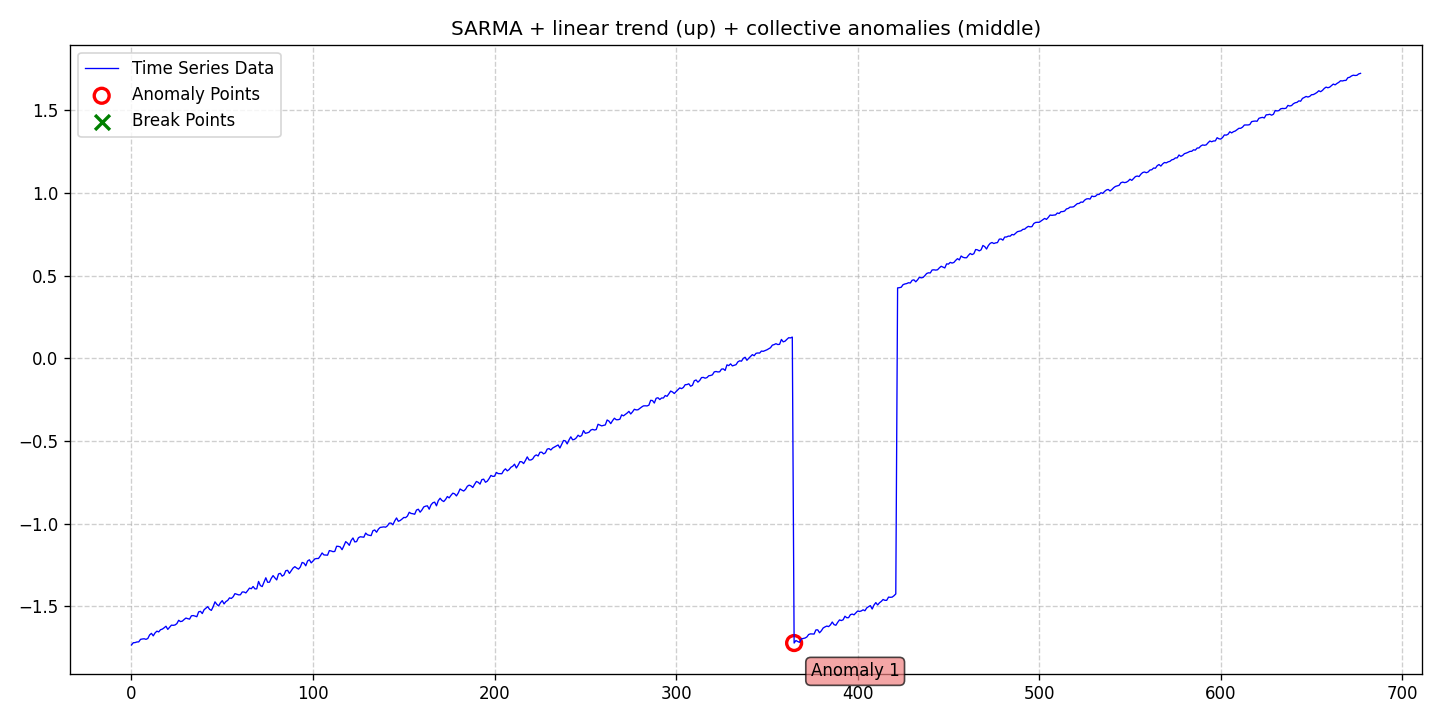 SARMA + linear trend (up) + collective anomalies (middle)
Time Series Data
Anomaly Points
Break Points
1.5
1.0
0.5
0.0
−0.5
−1.0
−1.5
Anomaly 1
0 100 200 300 400 500 600 700